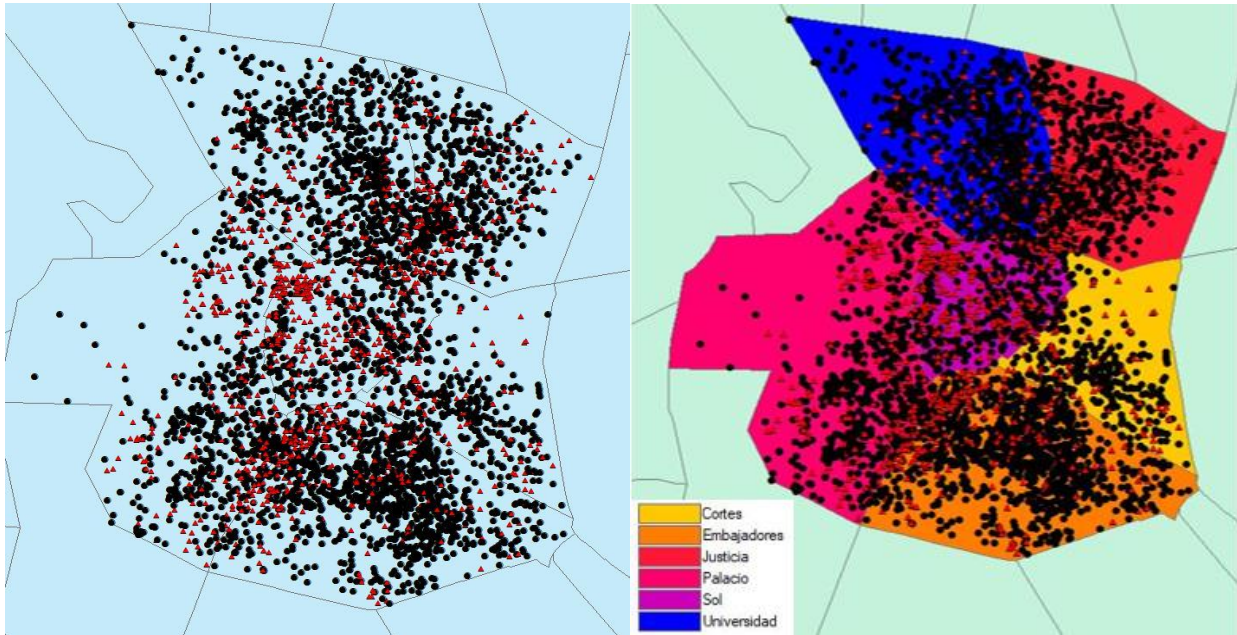 Cortes
Embajadores
Justicia
Palacio
Sol
Universidad